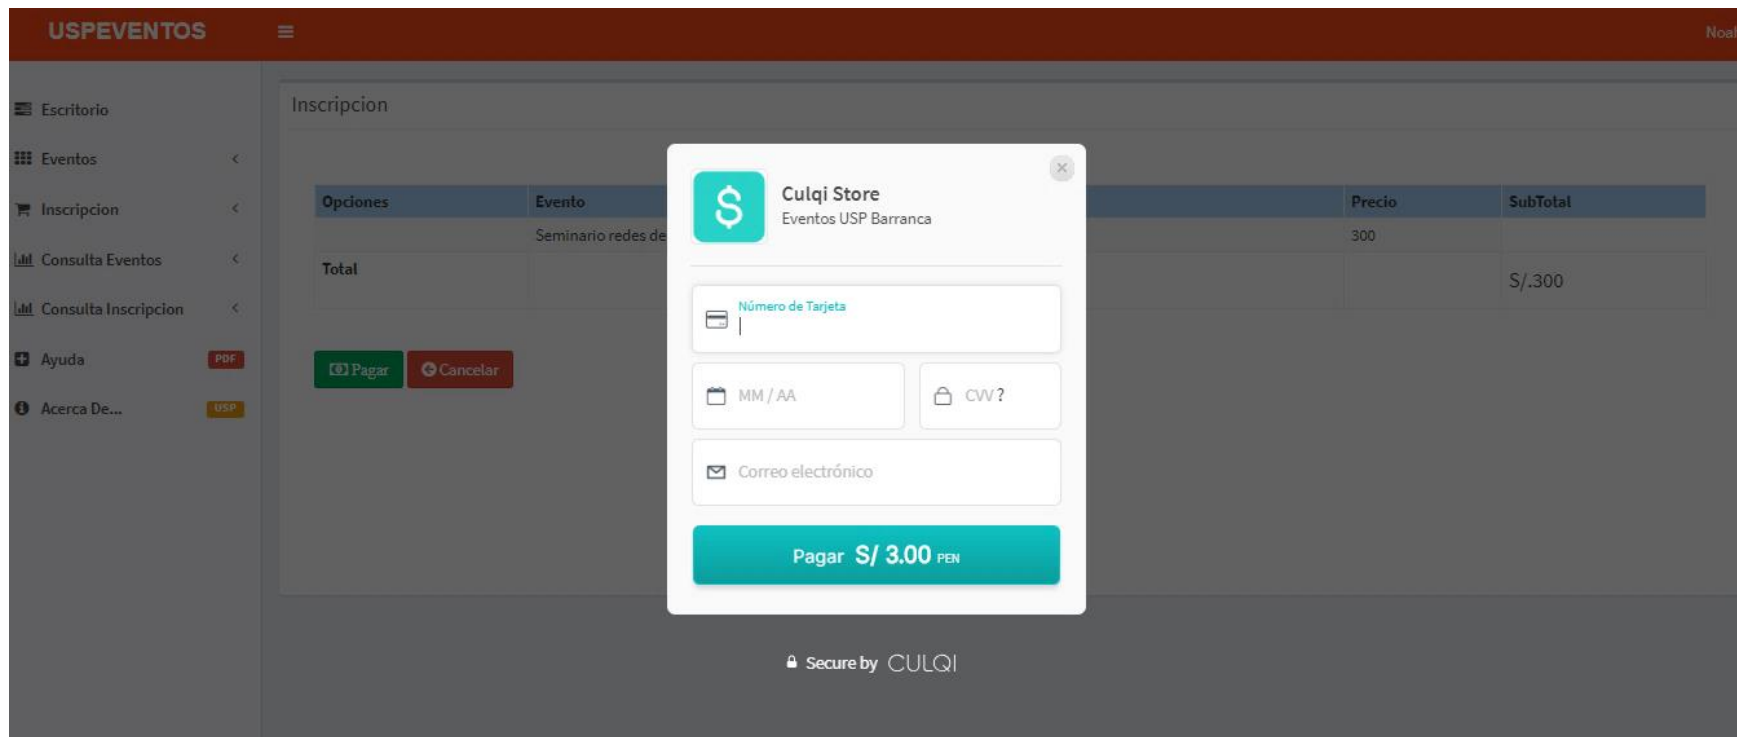 USPEVENTOS
Noal
Escritorio
Eventos
Inscripcion
Consulta Eventos
Consulta Inscripcion
Ayuda PDF
Acerca De... USP
Inscripcion
Opciones Evento Precio SubTotal
Seminario redes de 300
Total S/.300
Pagar Cancelar
Culqi Store
Eventos USP Barranca
Número de Tarjeta
MM / AA CVV ?
Correo electrónico
Pagar S/ 3.00 PEN
Secure by CULQI